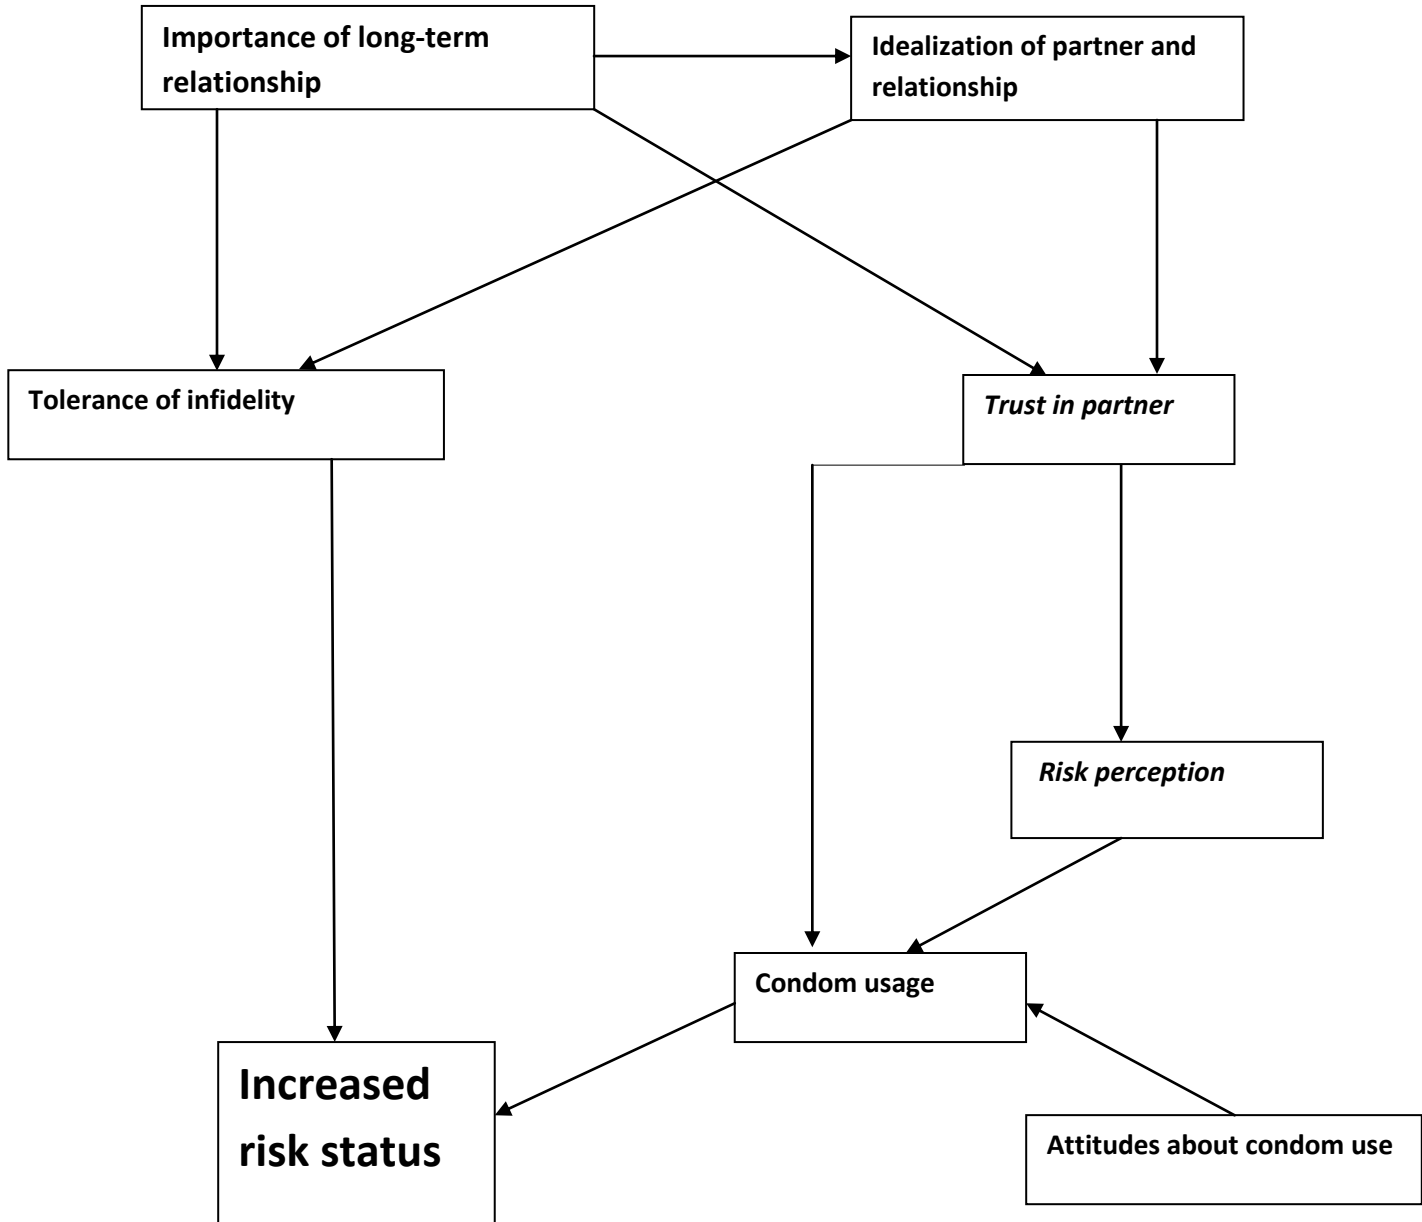 Importance of long-term
relationship
Idealization of partner and
relationship
Tolerance of infidelity
Trust in partner
Risk perception
Condom usage
Increased
risk status
Attitudes about condom use